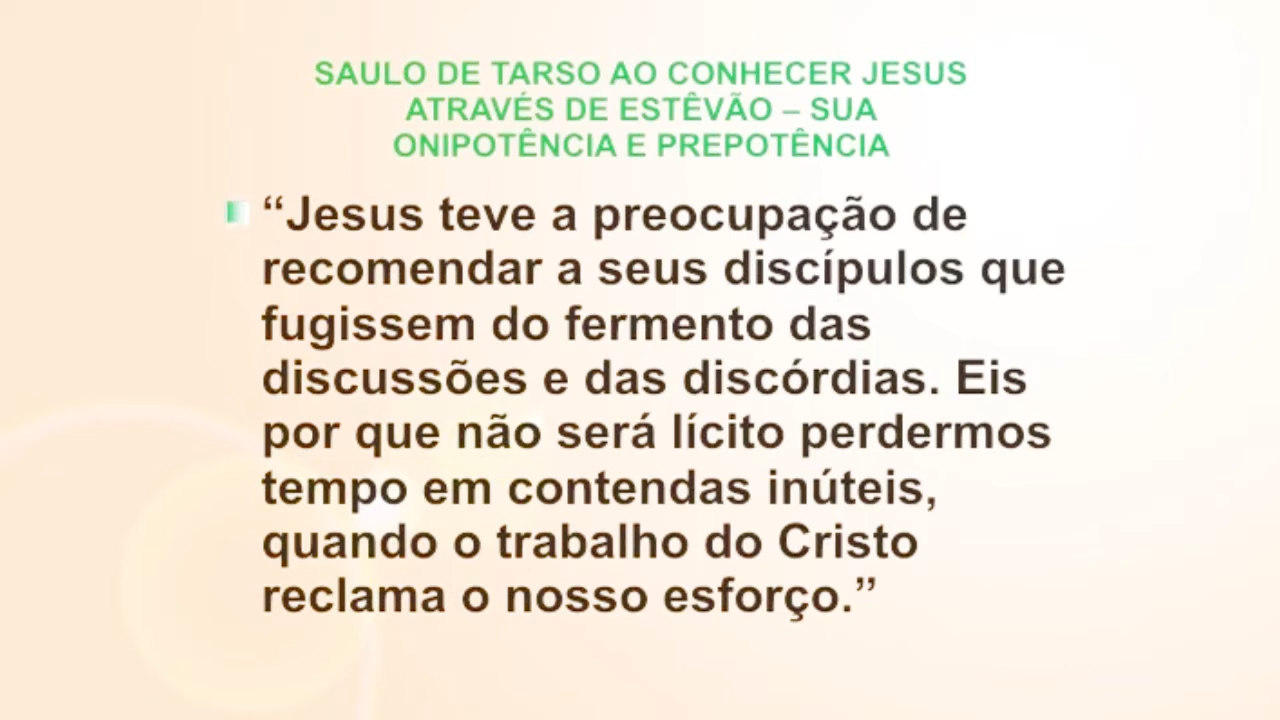 SAULO DE TARSO AO CONHECER JESUS
ATRAVÉS DE ESTÊVÃO – SUA
ONIPOTÊNCIA E PREPOTÊNCIA
“Jesus teve a preocupação de
recomendar a seus discípulos que
fugissem do fermento das
discussões e das discórdias. Eis
por que não será lícito perdermos
tempo em contendas inúteis,
quando o trabalho do Cristo
reclama o nosso esforço.”